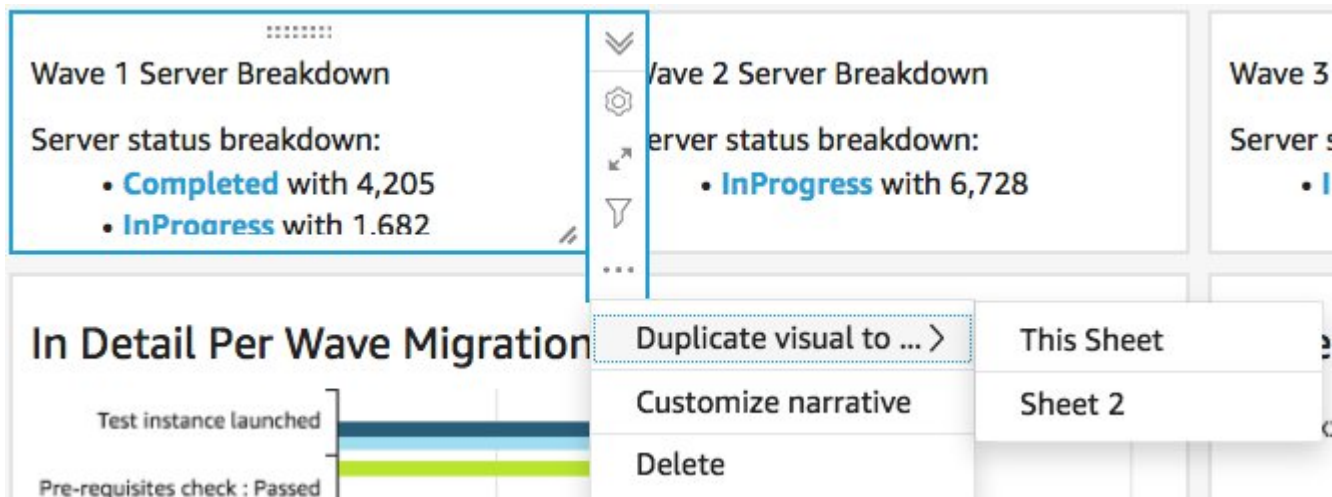 Wave 1 Server Breakdown
Server status breakdown:
• Completed with 4,205
• InProgress with 1,682
Wave 2 Server Breakdown
erver status breakdown:
• InProgress with 6,728
Wave 3
Server
In Detail Per Wave Migration
Test instance launched
Pre-requisites check : Passed
Duplicate visual to ... >
Customize narrative
Delete
This Sheet
Sheet 2